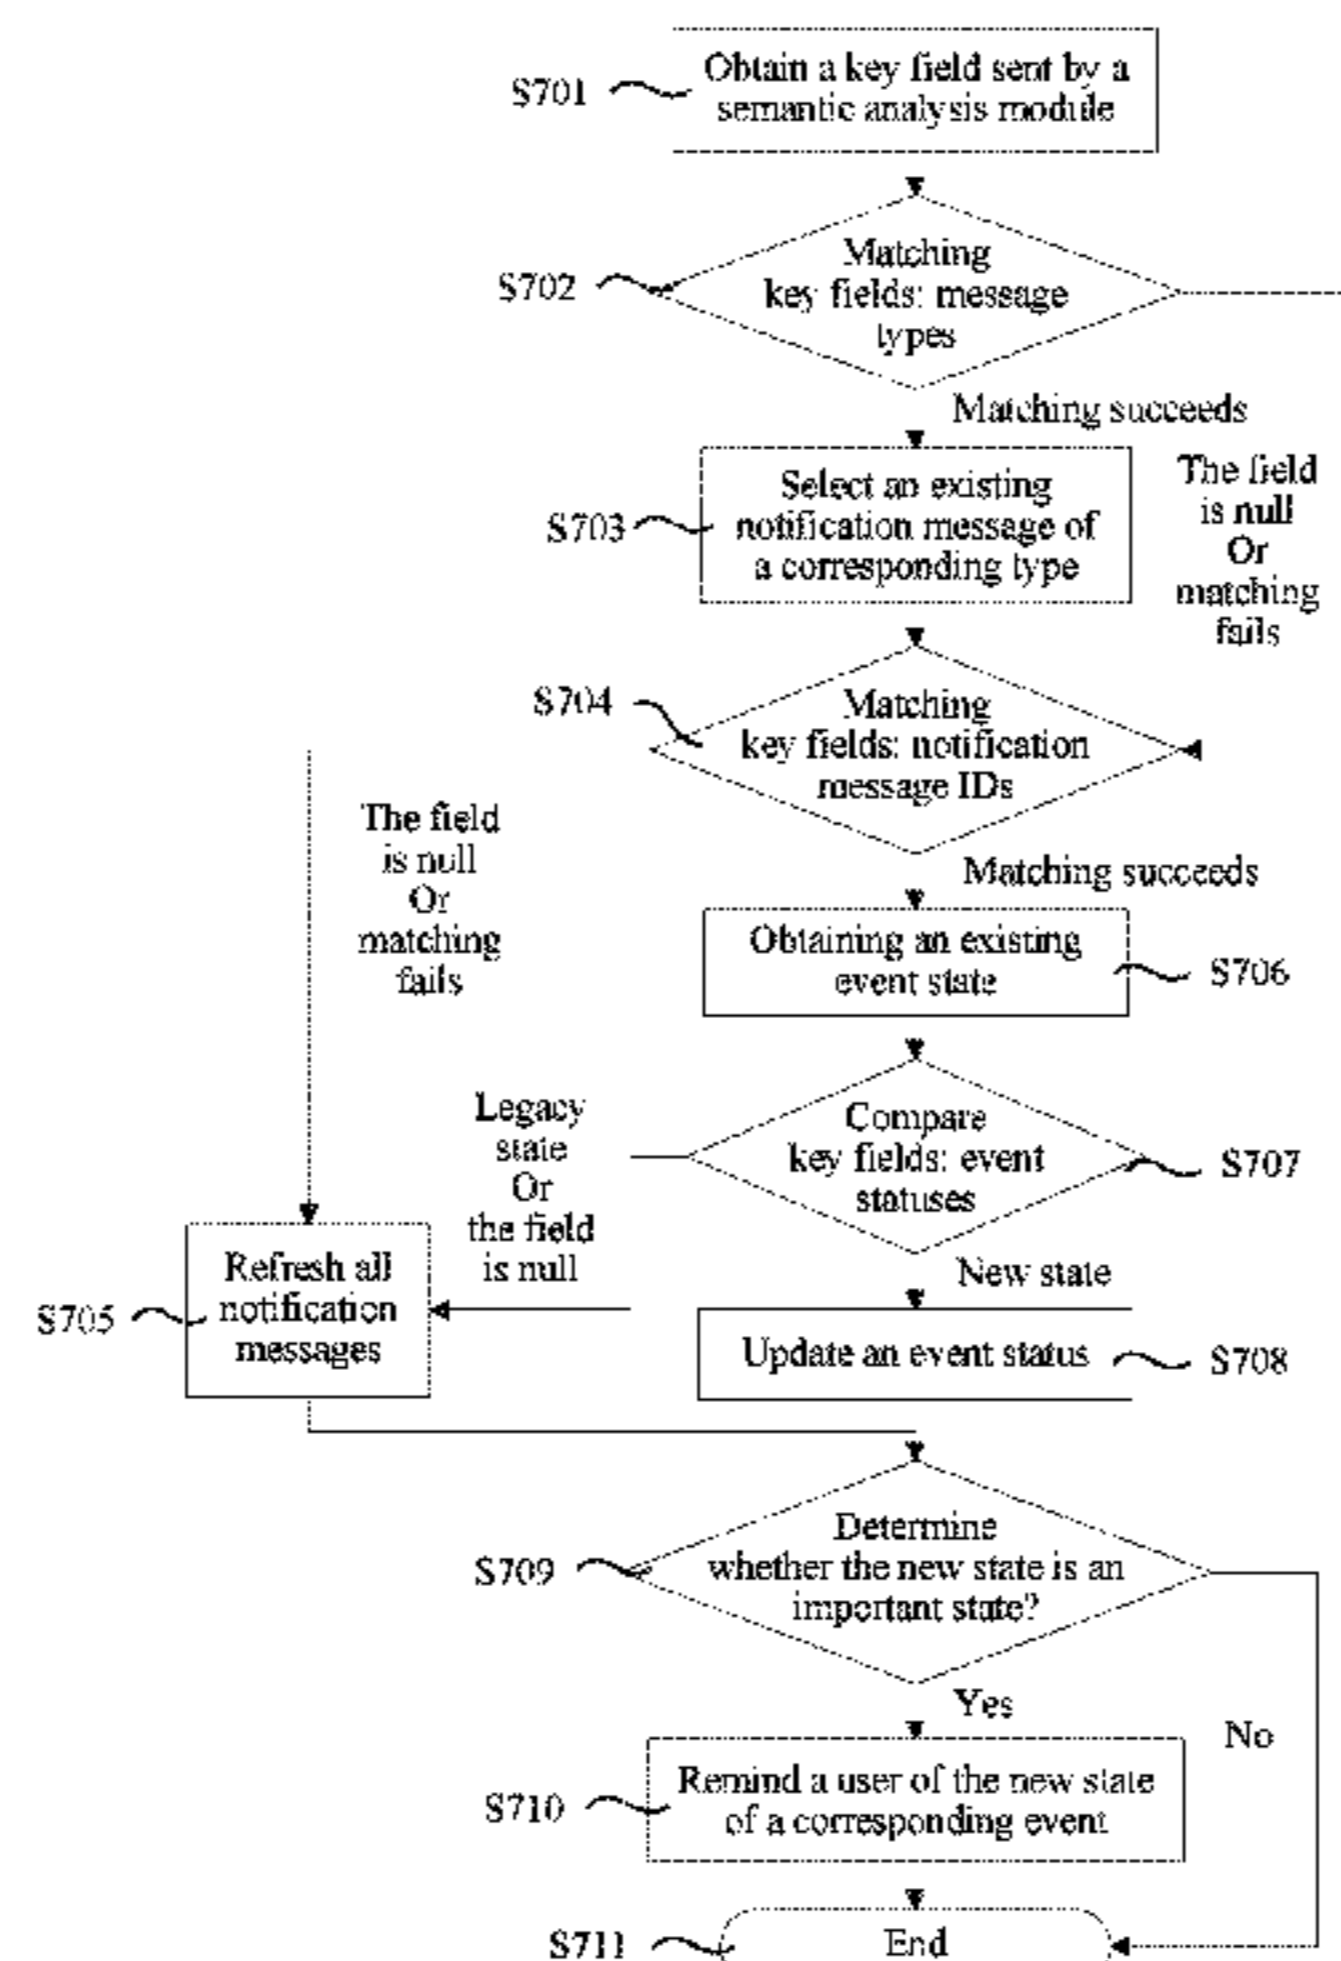 S701
Obtain a key field sent by a
semantic analysis module
S702
Matching
key fields: message
types
Matching succeeds
The field
is null
Or
matching
fails
S703
Select an existing
notification message of
a corresponding type
S704
Matching
key fields: notification
message IDs
The field
is null
Or
matching
fails
Matching succeeds
Obtaining an existing
event state
S706
Legacy
state
Or
the field
is null
Compare
key fields: event
statuses
S707
New state
S705
Refresh all
notification
messages
Update an event status
S708
S709
Determine
whether the new state is an
important state?
Yes
No
S710
Remind a user of the new state
of a corresponding event
S711
End